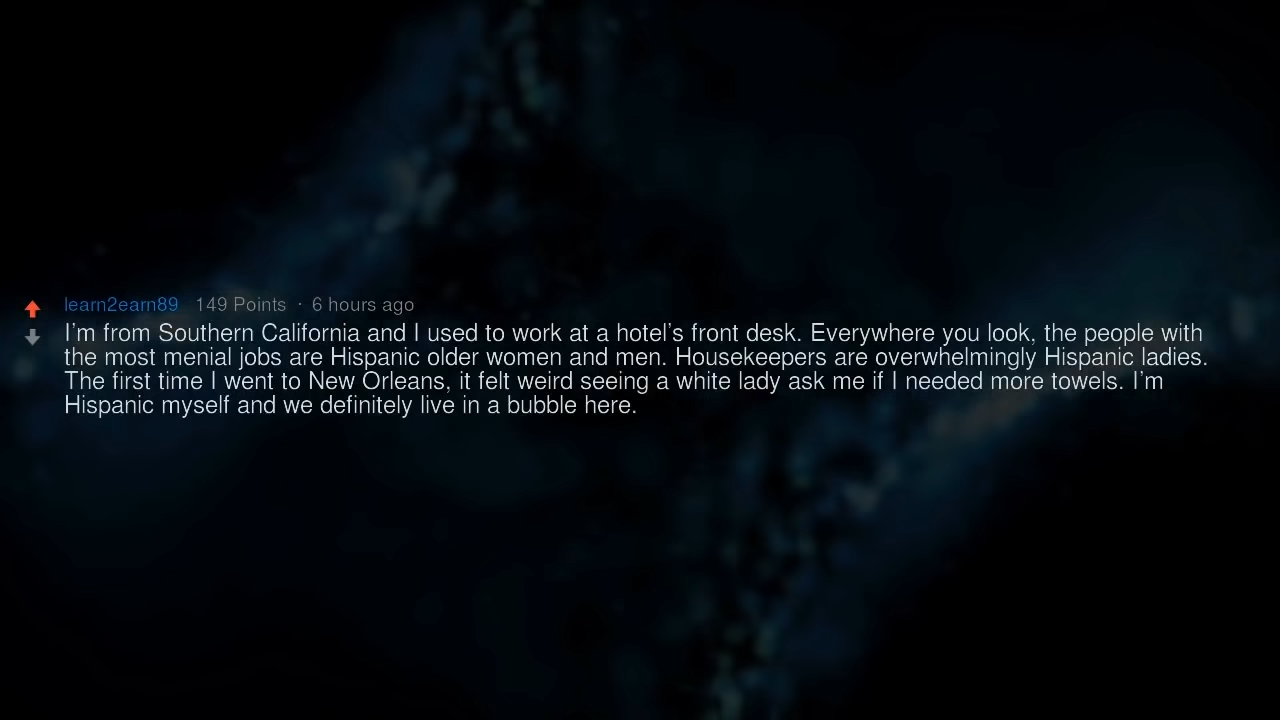 learn2earn89 149 Points · 6 hours ago
I'm from Southern California and I used to work at a hotel's front desk. Everywhere you look, the people with
the most menial jobs are Hispanic older women and men. Housekeepers are overwhelmingly Hispanic ladies.
The first time I went to New Orleans, it felt weird seeing a white lady ask me if I needed more towels. I'm
Hispanic myself and we definitely live in a bubble here.